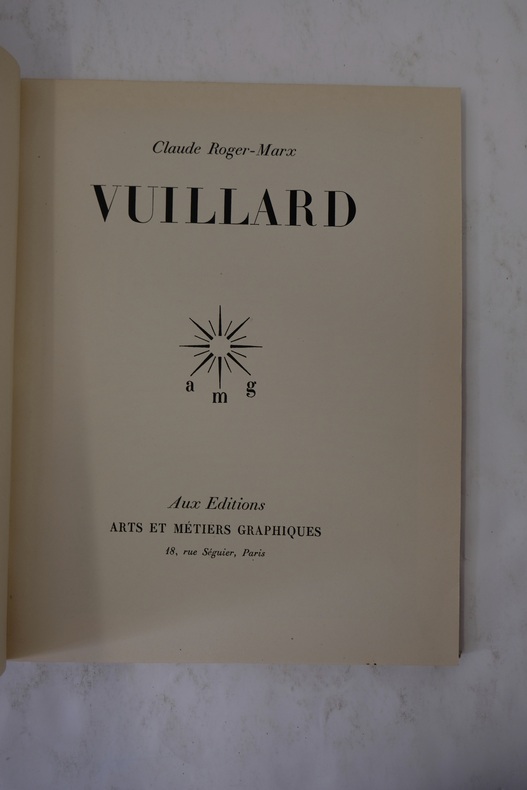 Claude Roger-Marx
VUILLARD
a m g
Aux Editions
ARTS ET MÉTIERS GRAPHIQUES
18, rue Séguier, Paris